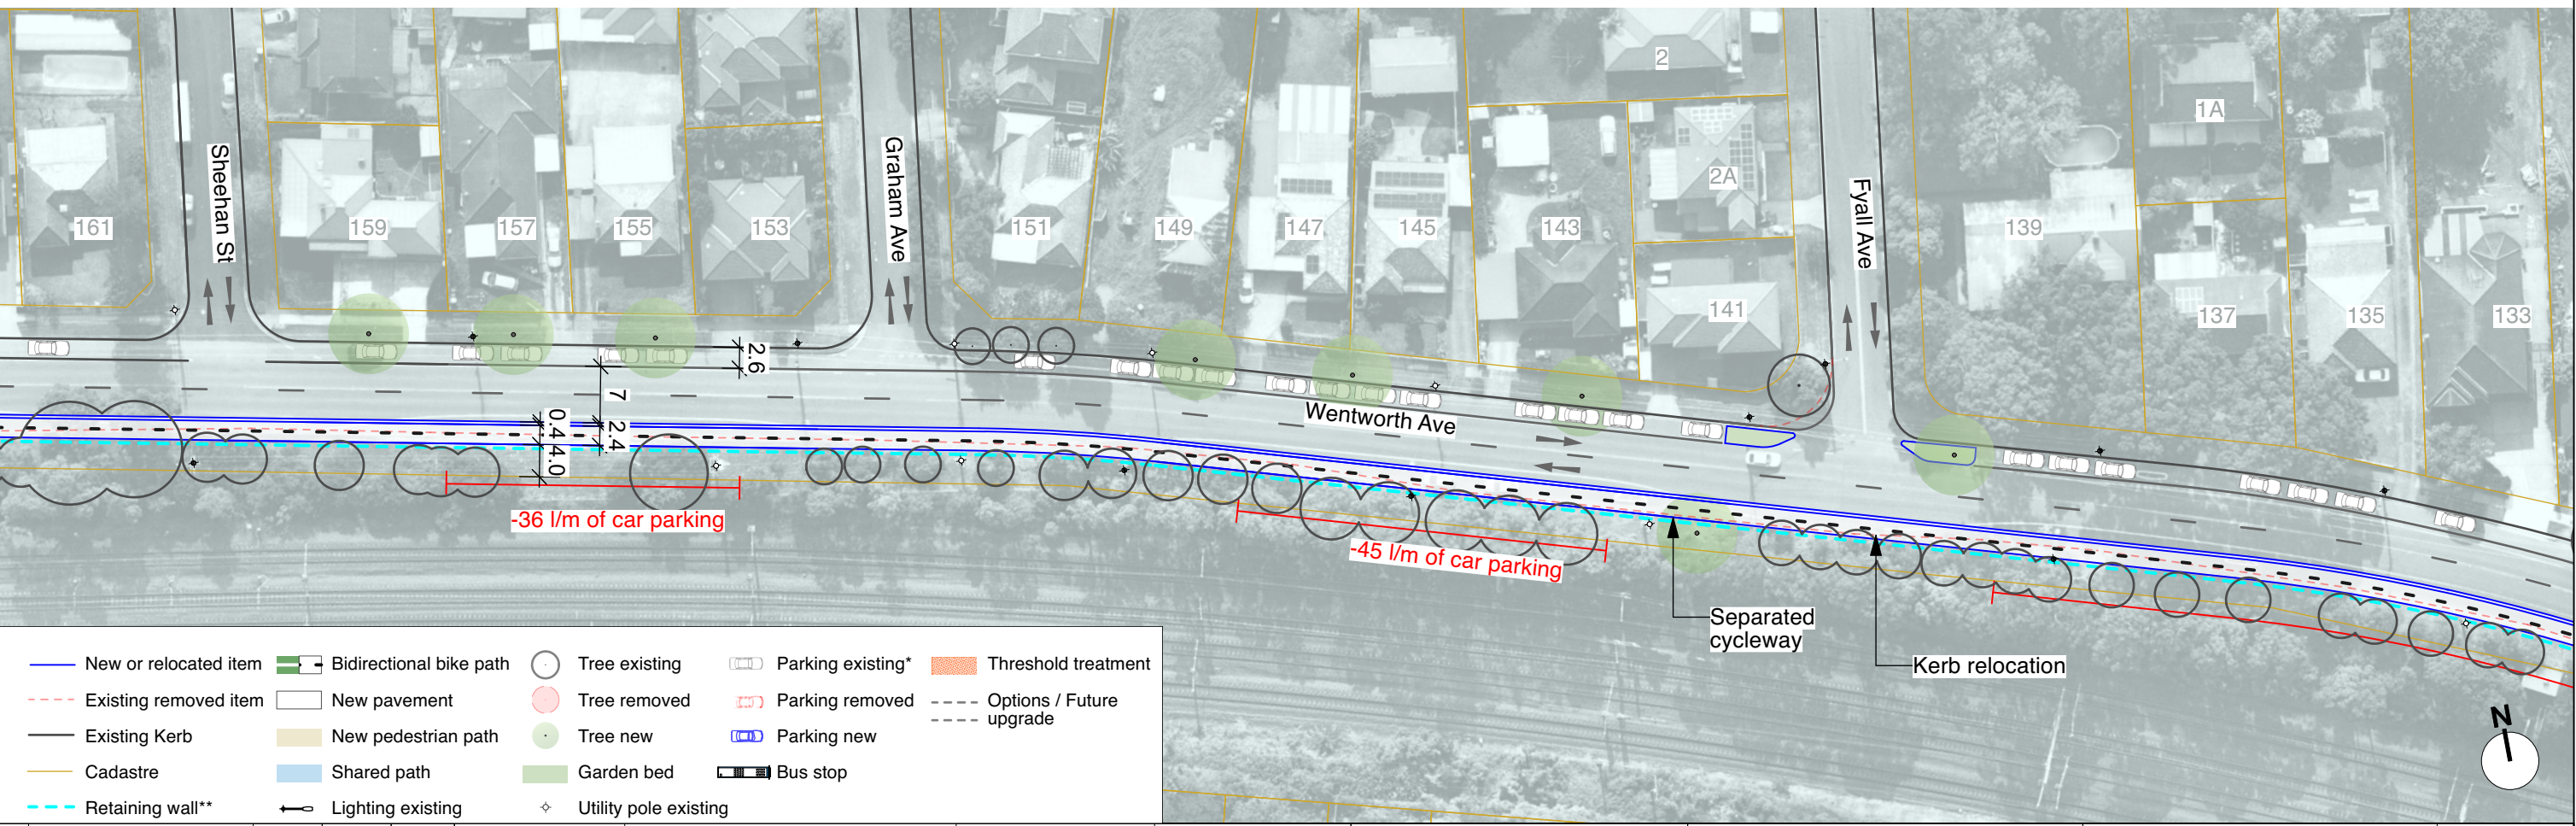 2
1A
2A
Sheehan St
Graham Ave
Fyall Ave
161
159
157
155
153
151
149
147
145
143
141
139
137
135
133
2.6
7
0.4
2.4
4.0
Wentworth Ave
-36 l/m of car parking
-45 l/m of car parking
Separated
cycleway
Kerb relocation
N
New or relocated item
Existing removed item
Existing Kerb
Cadastre
Retaining wall**
Bidirectional bike path
New pavement
New pedestrian path
Shared path
Lighting existing
Tree existing
Tree removed
Tree new
Garden bed
Utility pole existing
Parking existing*
Parking removed
Parking new
Bus stop
Threshold treatment
Options / Future
upgrade